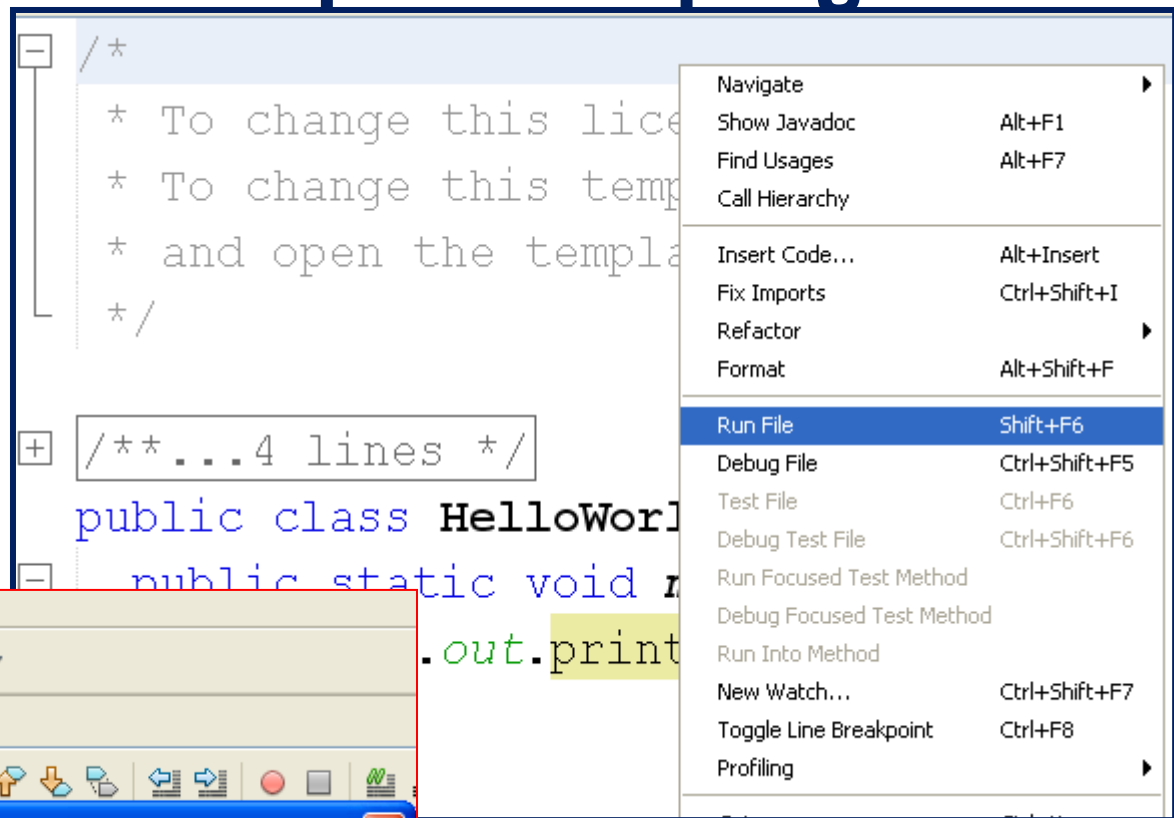 /*
* To change this lice
* To change this temp
* and open the templa
*/
/**...4 lines */
public class HelloWorl
public static void
.out.print
Navigate
Show Javadoc Alt+F1
Find Usages Alt+F7
Call Hierarchy
Insert Code... Alt+Insert
Fix Imports Ctrl+Shift+I
Refactor
Format Alt+Shift+F
Run File Shift+F6
Debug File Ctrl+Shift+F5
Test File Ctrl+F6
Debug Test File Ctrl+Shift+F6
Run Focused Test Method
Debug Focused Test Method
Run Into Method
New Watch... Ctrl+Shift+F7
Toggle Line Breakpoint Ctrl+F8
Profiling